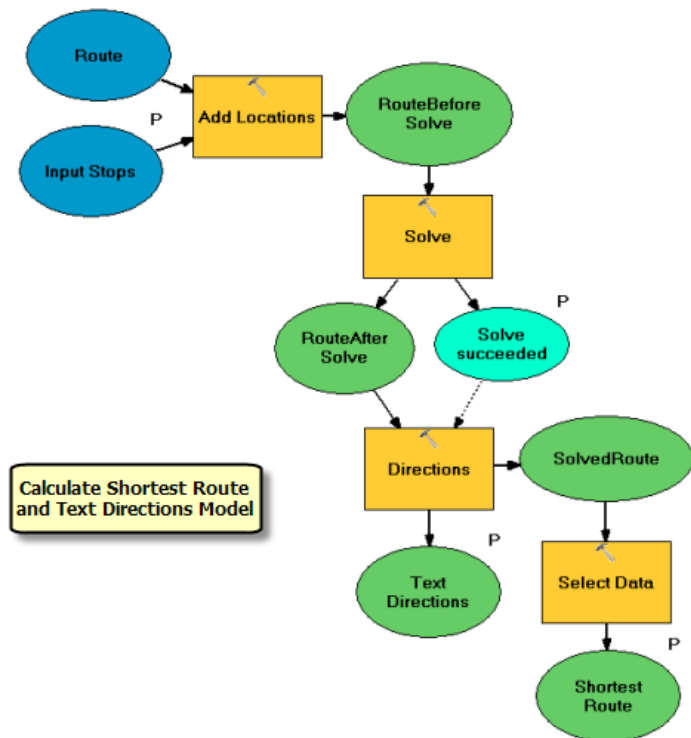 Route
P
Add Locations
RouteBefore
Solve
Input Stops
Solve
P
RouteAfter
Solve
Solve
succeeded
Directions
SolvedRoute
Calculate Shortest Route
and Text Directions Model
P
Text
Directions
Select Data
P
Shortest
Route